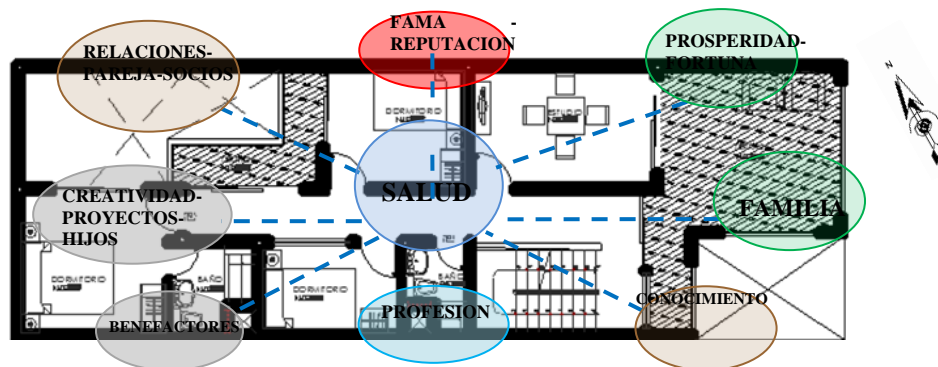 FAMA -
REPUTACION
RELACIONES-
PAREJA-SOCIOS
PROSPERIDAD-
FORTUNA
N
DORMITORIO
ESTUDIO
SALUD
CREATIVIDAD-
PROYECTOS-
HIJOS
FAMILIA
DORMITORIO
BAÑO
DORMITORIO
BAÑO
CONOCIMIENTO
PROFESION
BENEFACTORES